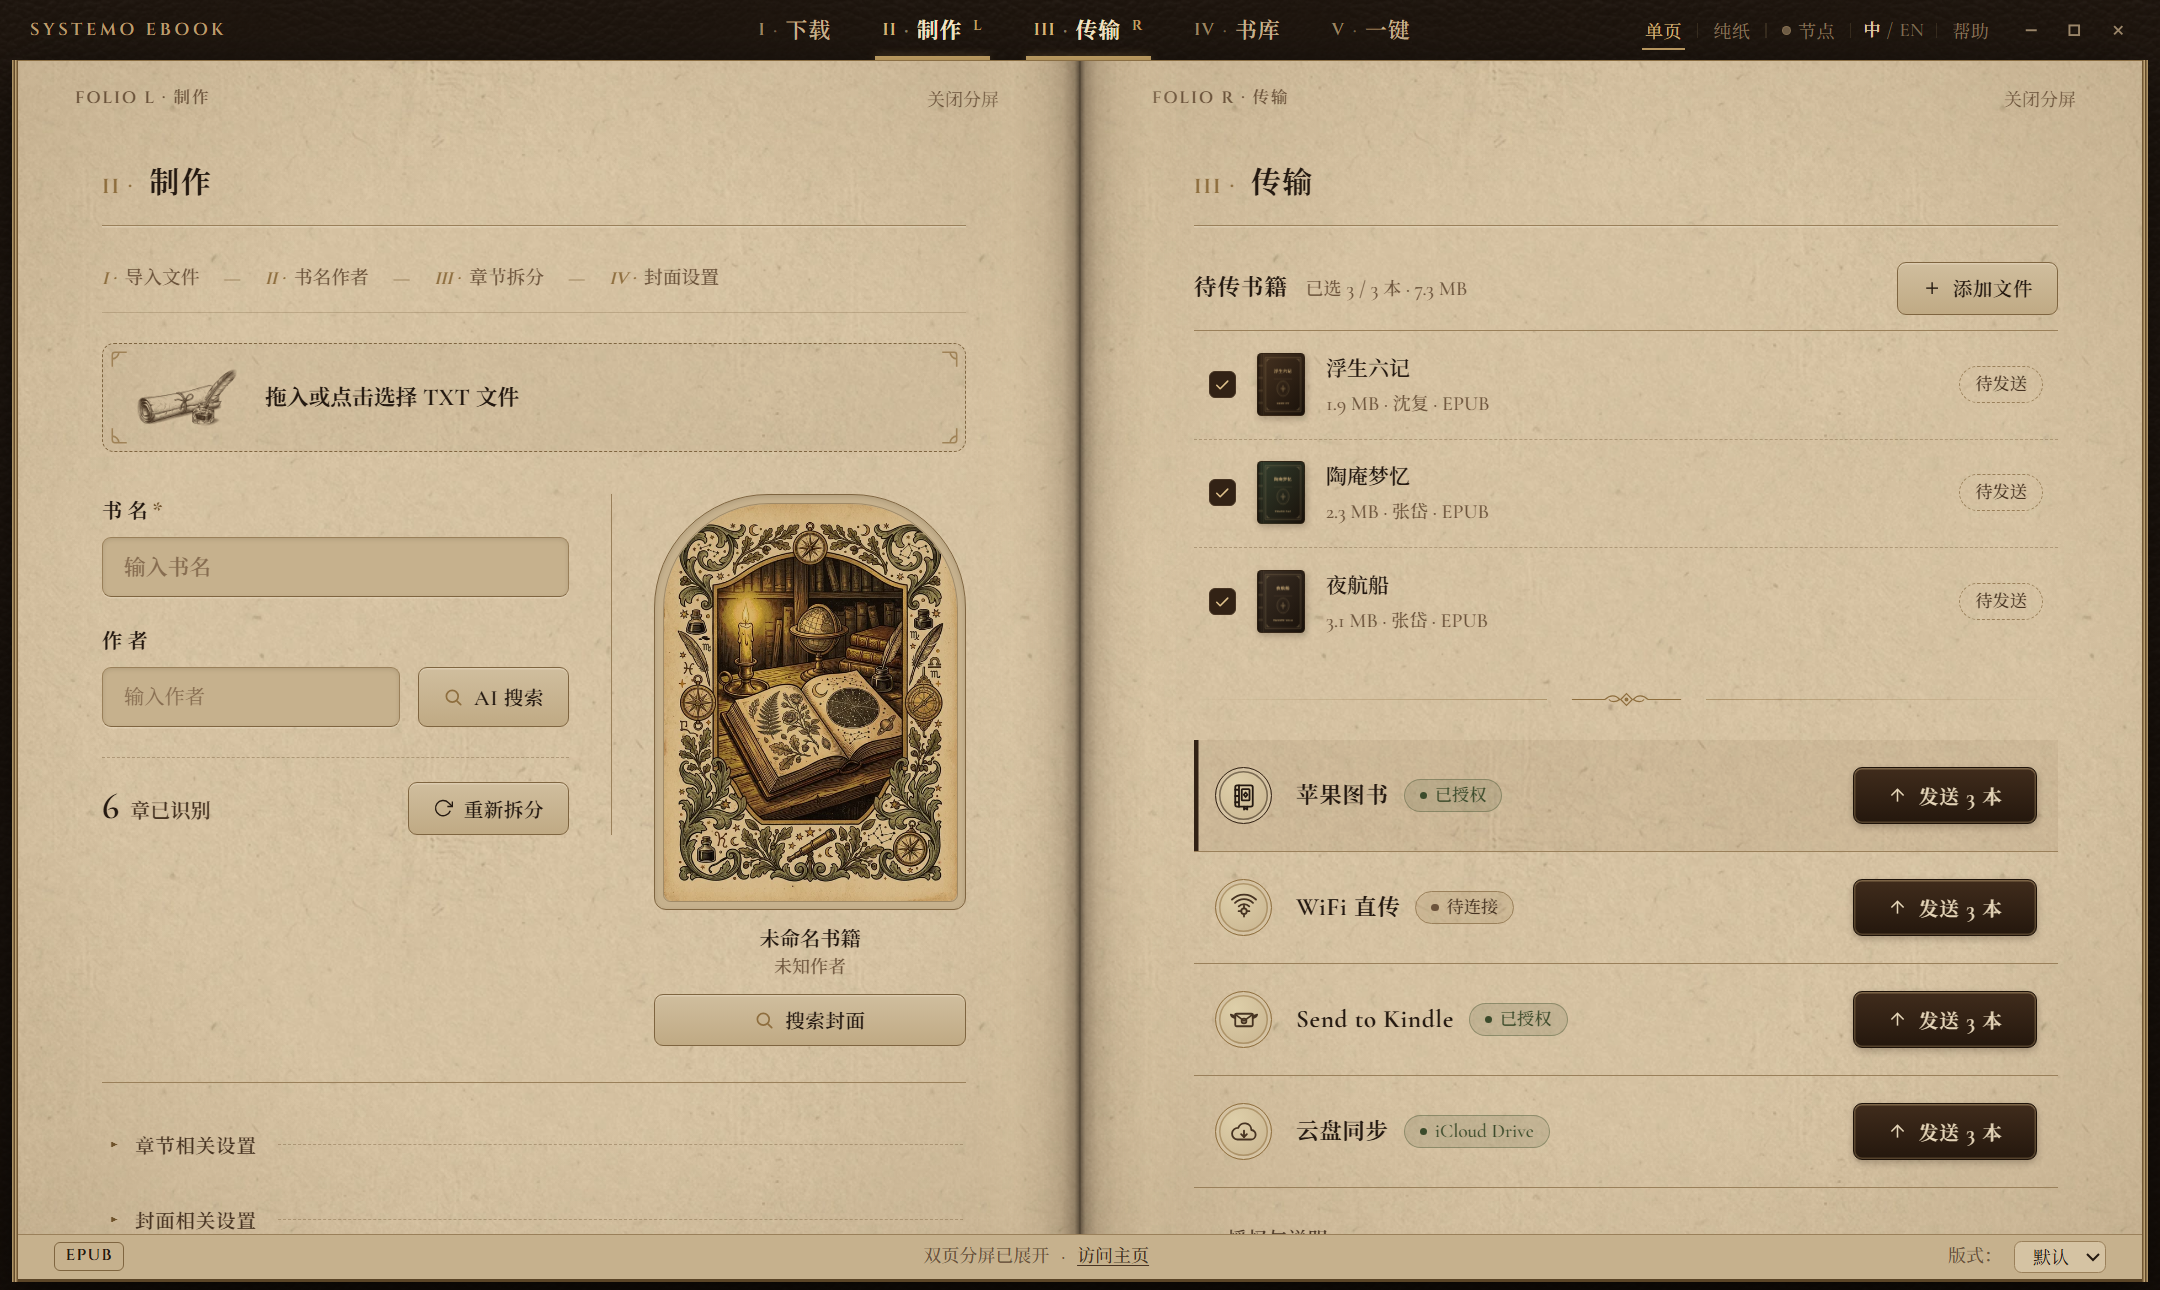 SYSTEMO EBOOK
I · 下载
II · 制作 L
III · 传输 R
IV · 书库
V · 一键
单页
纯纸
节点
中 / EN
帮助
FOLIO L · 制作
关闭分屏
II · 制作
I · 导入文件 — II · 书名作者 — III · 章节拆分 — IV · 封面设置
拖入或点击选择 TXT 文件
书名*
输入书名
作者
输入作者
AI 搜索
6 章已识别
重新拆分
未命名书籍
未知作者
搜索封面
章节相关设置
封面相关设置
FOLIO R · 传输
关闭分屏
III · 传输
待传书籍 已选 3 / 3 本 · 7.3 MB
+ 添加文件
浮生六记
1.9 MB · 沈复 · EPUB
待发送
陶庵梦忆
2.3 MB · 张岱 · EPUB
待发送
夜航船
3.1 MB · 张岱 · EPUB
待发送
苹果图书
已授权
发送 3 本
WiFi 直传
待连接
发送 3 本
Send to Kindle
已授权
发送 3 本
云盘同步
iCloud Drive
发送 3 本
EPUB
双页分屏已展开 · 访问主页
版式：
默认